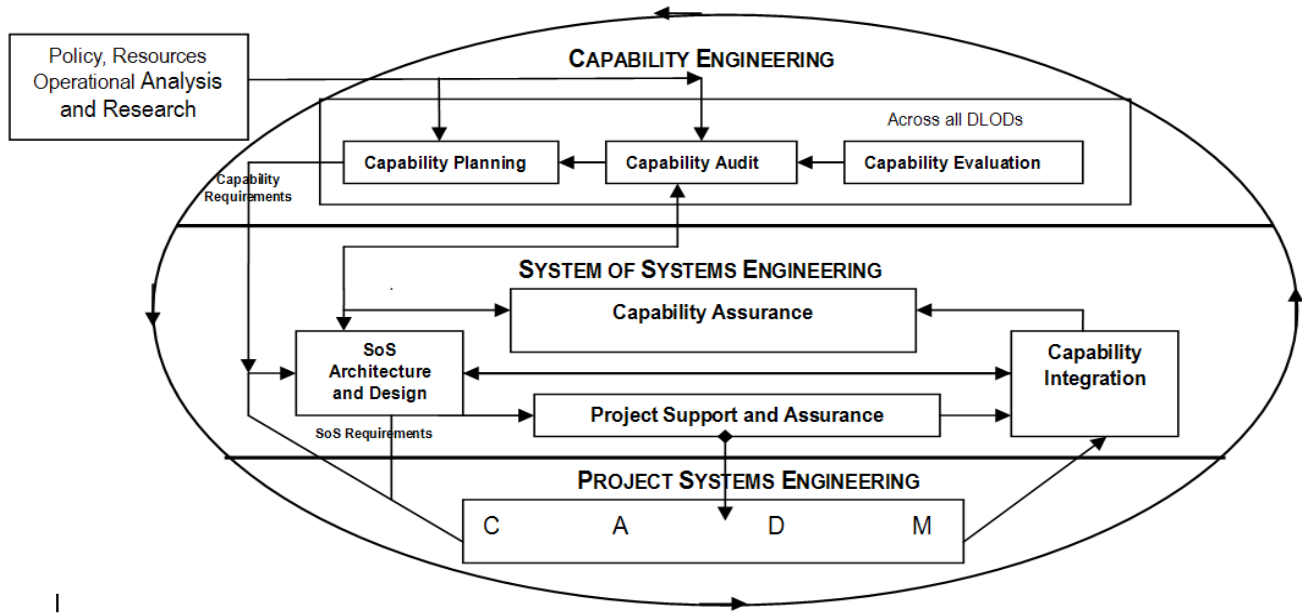 Policy, Resources
Operational Analysis
and Research
CAPABILITY ENGINEERING
Across all DLODs
Capability Planning
Capability Audit
Capability Evaluation
Capability
Requirements
SYSTEM OF SYSTEMS ENGINEERING
Capability Assurance
SoS
Architecture
and Design
Capability
Integration
Project Support and Assurance
SoS Requirements
PROJECT SYSTEMS ENGINEERING
C A D M